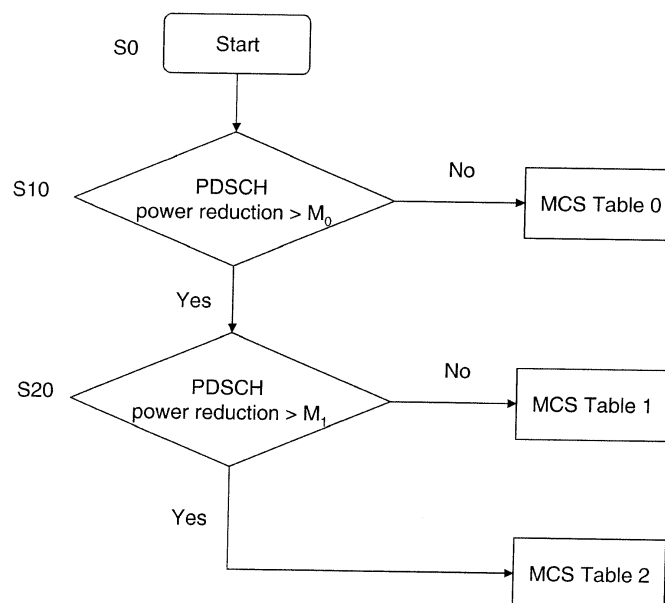 S0
Start
S10
PDSCH
power reduction > M₀
No
MCS Table 0
Yes
S20
PDSCH
power reduction > M₁
No
MCS Table 1
Yes
MCS Table 2